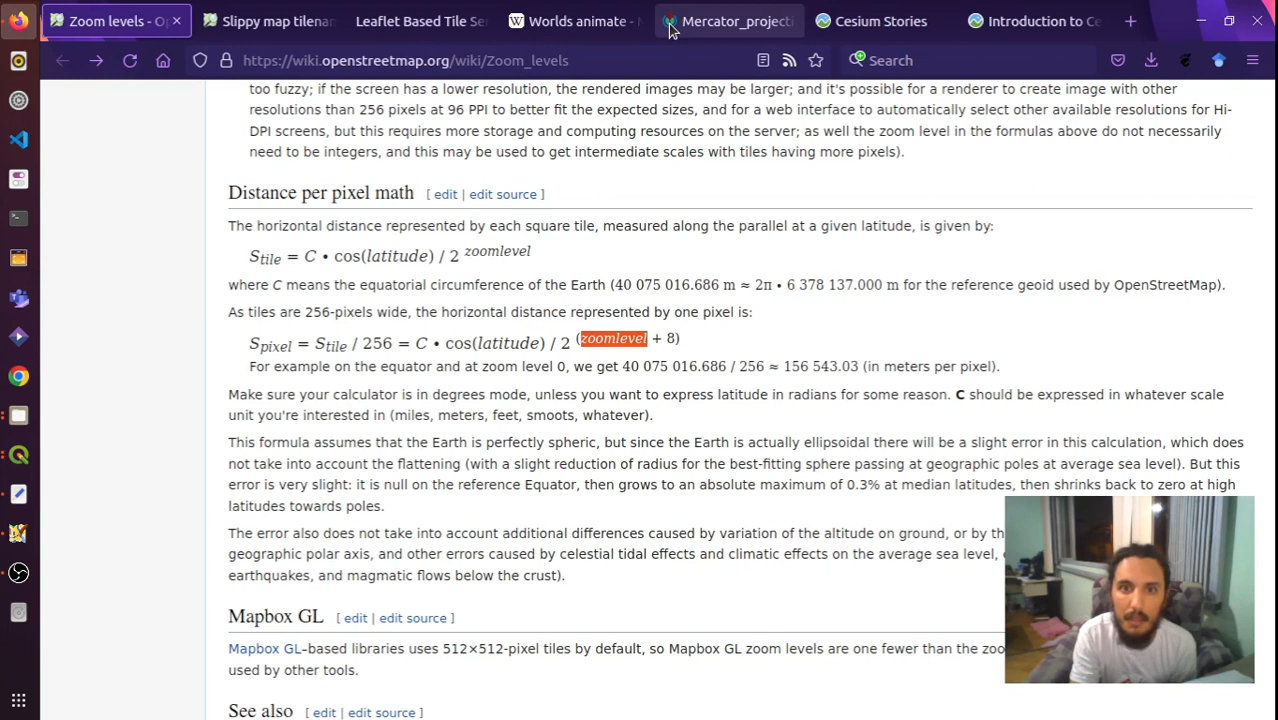 Zoom levels - Op
Slippy map tilenam
Leaflet Based Tile Ser
Worlds animate - M
Mercator_projecti
Cesium Stories
Introduction to Ce
https://wiki.openstreetmap.org/wiki/Zoom_levels
Search
too fuzzy; if the screen has a lower resolution, the rendered images may be larger; and it's possible for a renderer to create image with other
resolutions than 256 pixels at 96 PPI to better fit the expected sizes, and for a web interface to automatically select other available resolutions for Hi-
DPI screens, but this requires more storage and computing resources on the server; as well the zoom level in the formulas above do not necessarily
need to be integers, and this may be used to get intermediate scales with tiles having more pixels).
Distance per pixel math [ edit | edit source ]
The horizontal distance represented by each square tile, measured along the parallel at a given latitude, is given by:
Stile = C • cos(latitude) / 2 zoomlevel
where C means the equatorial circumference of the Earth (40 075 016.686 m ≈ 2π • 6 378 137.000 m for the reference geoid used by OpenStreetMap).
As tiles are 256-pixels wide, the horizontal distance represented by one pixel is:
Spixel = Stile / 256 = C • cos(latitude) / 2 (zoomlevel + 8)
For example on the equator and at zoom level 0, we get 40 075 016.686 / 256 ≈ 156 543.03 (in meters per pixel).
Make sure your calculator is in degrees mode, unless you want to express latitude in radians for some reason. C should be expressed in whatever scale
unit you're interested in (miles, meters, feet, smoots, whatever).
This formula assumes that the Earth is perfectly spheric, but since the Earth is actually ellipsoidal there will be a slight error in this calculation, which does
not take into account the flattening (with a slight reduction of radius for the best-fitting sphere passing at geographic poles at average sea level). But this
error is very slight: it is null on the reference Equator, then grows to an absolute maximum of 0.3% at median latitudes, then shrinks back to zero at high
latitudes towards poles.
The error also does not take into account additional differences caused by variation of the altitude on ground, or by th
geographic polar axis, and other errors caused by celestial tidal effects and climatic effects on the average sea level,
earthquakes, and magmatic flows below the crust).
Mapbox GL [ edit | edit source ]
Mapbox GL–based libraries uses 512×512-pixel tiles by default, so Mapbox GL zoom levels are one fewer than the zoo
used by other tools.
See also [ edit | edit source ]